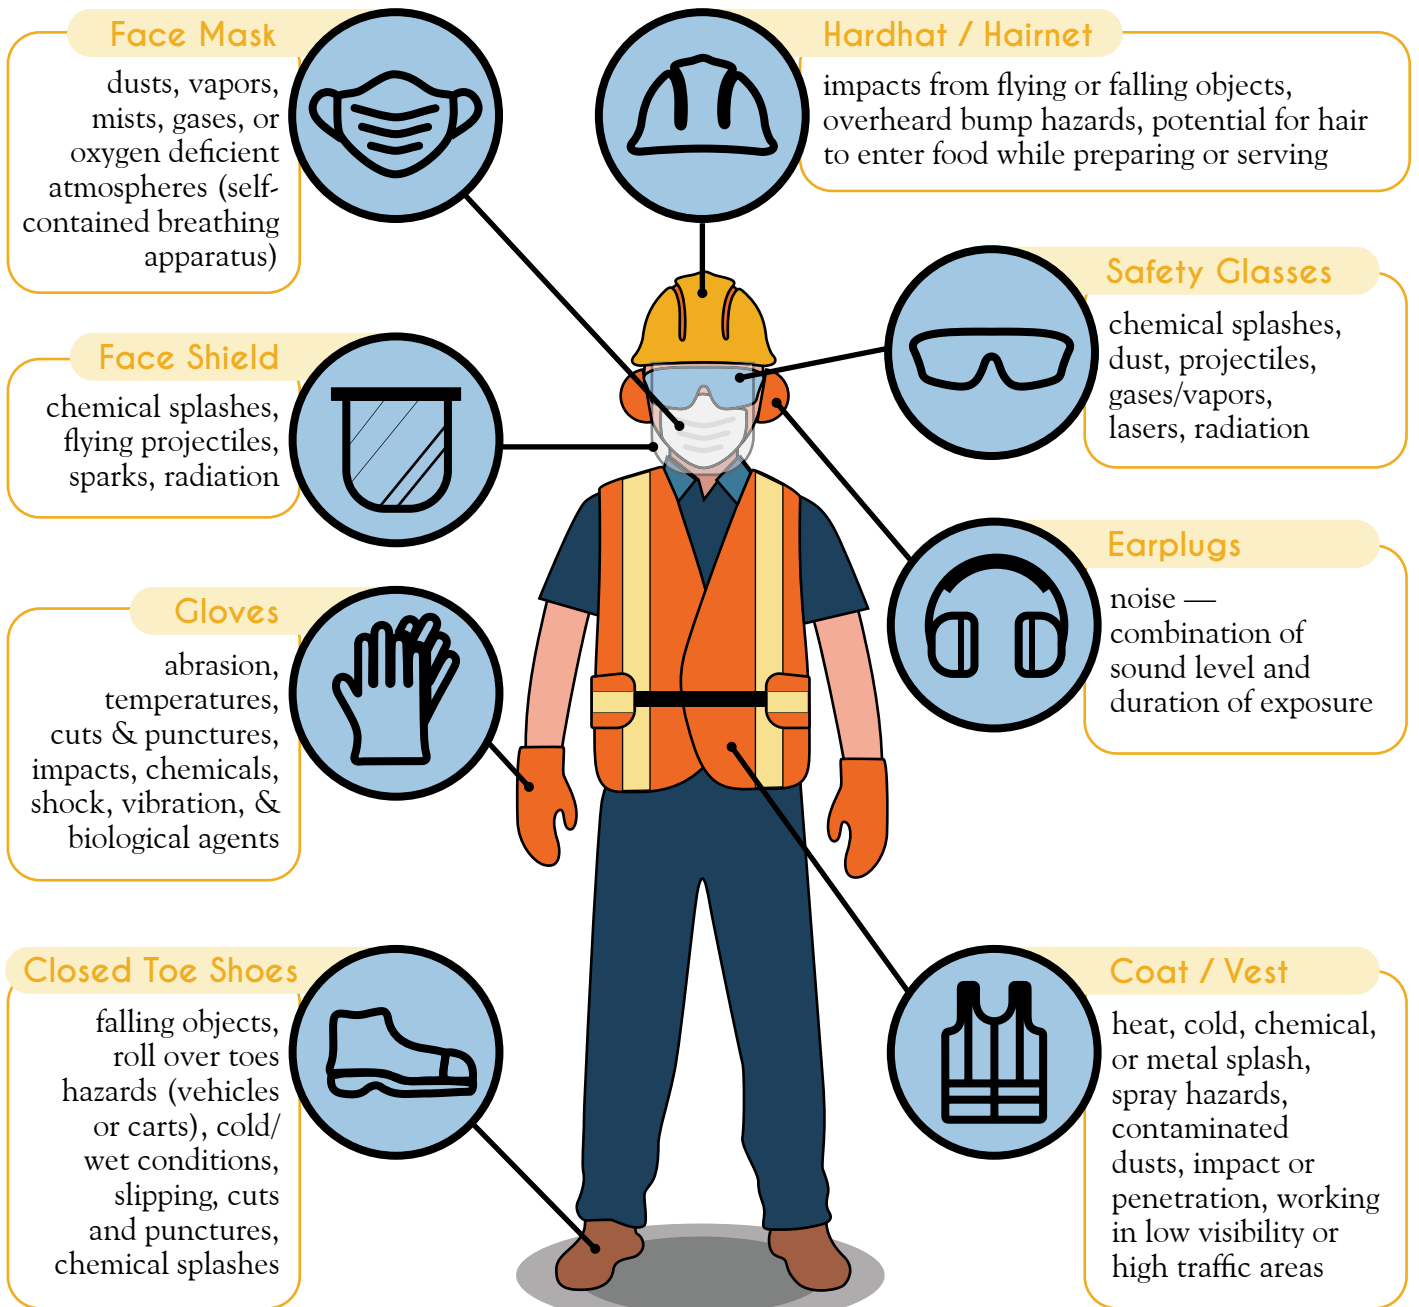 Face Mask
dusts, vapors,
mists, gases, or
oxygen deficient
atmospheres (self-
contained breathing
apparatus)
Hardhat / Hairnet
impacts from flying or falling objects,
overheard bump hazards, potential for hair
to enter food while preparing or serving
Face Shield
chemical splashes,
flying projectiles,
sparks, radiation
Safety Glasses
chemical splashes,
dust, projectiles,
gases/vapors,
lasers, radiation
Gloves
abrasion,
temperatures,
cuts & punctures,
impacts, chemicals,
shock, vibration, &
biological agents
Earplugs
noise —
combination of
sound level and
duration of exposure
Closed Toe Shoes
falling objects,
roll over toes
hazards (vehicles
or carts), cold/
wet conditions,
slipping, cuts
and punctures,
chemical splashes
Coat / Vest
heat, cold, chemical,
or metal splash,
spray hazards,
contaminated
dusts, impact or
penetration, working
in low visibility or
high traffic areas